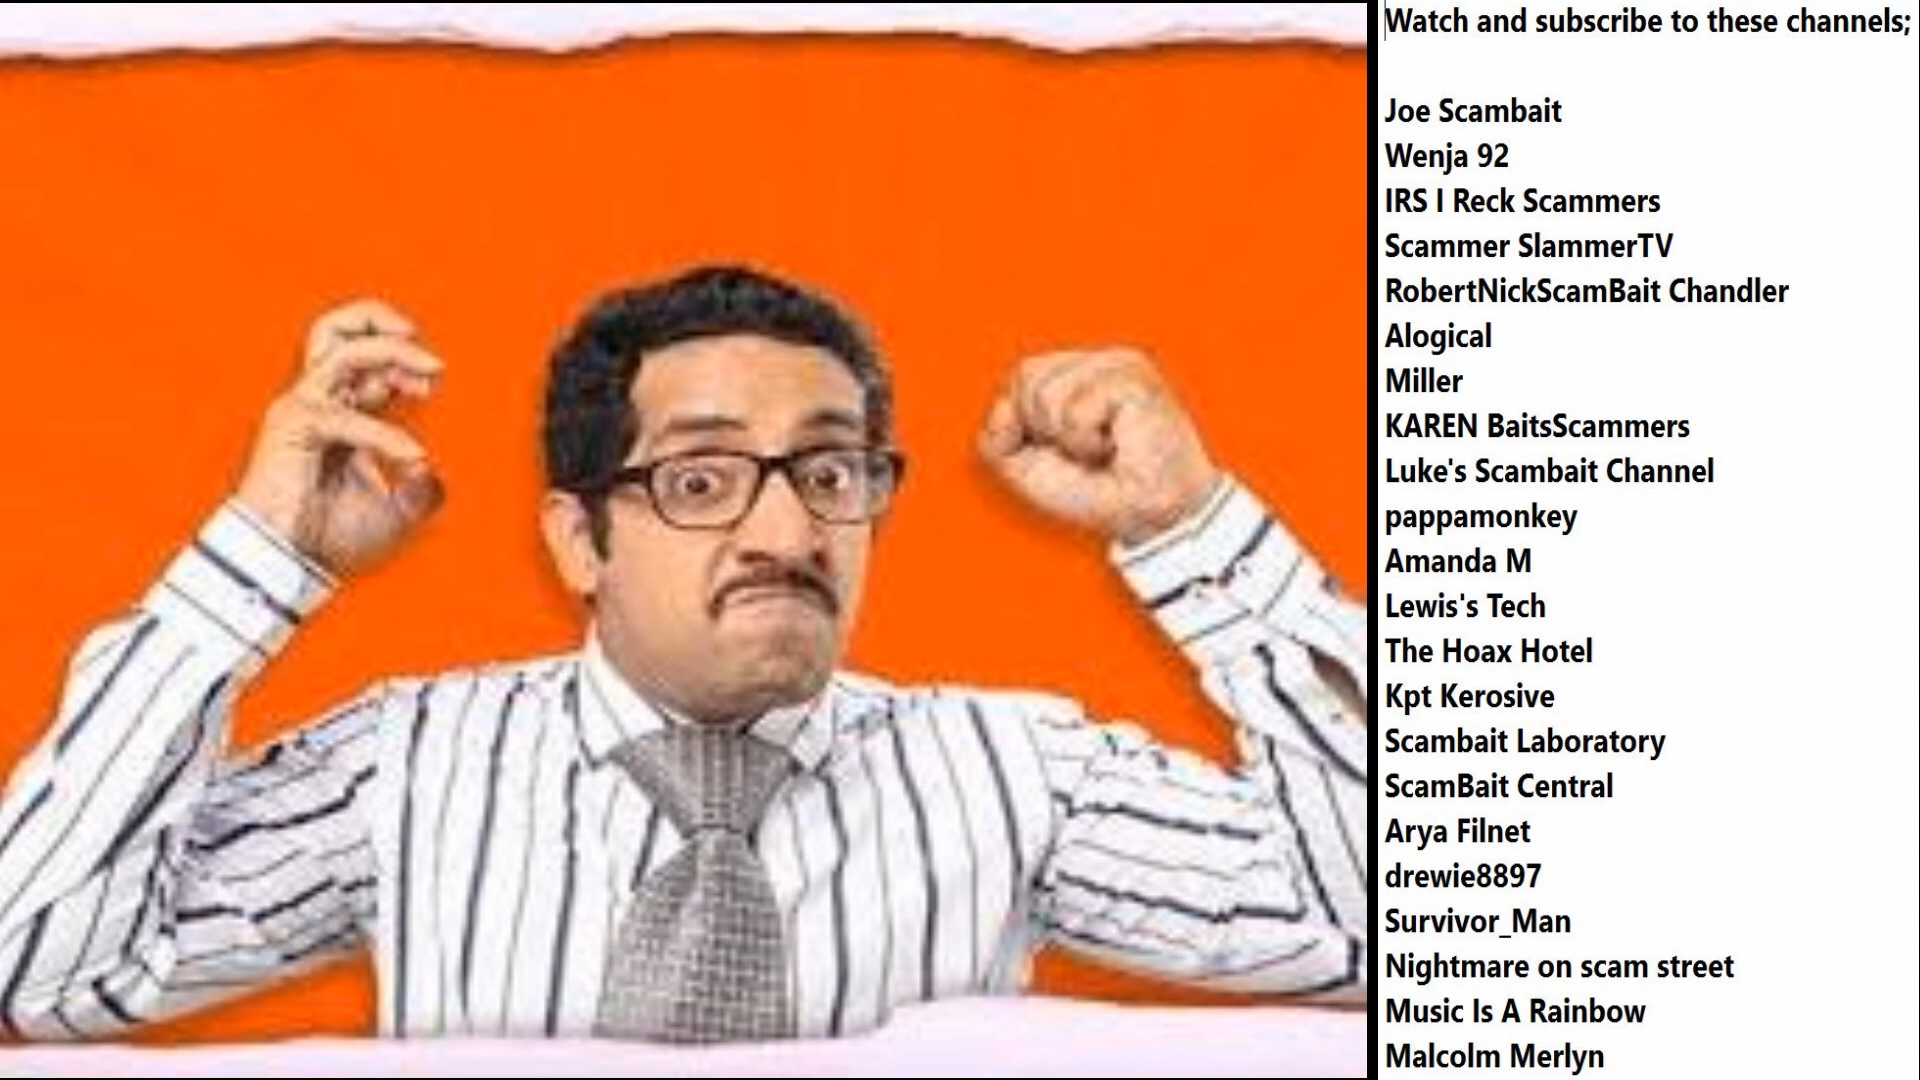 Watch and subscribe to these channels;
Joe Scambait
Wenja 92
IRS I Reck Scammers
Scammer SlammerTV
RobertNickScamBait Chandler
Alogical
Miller
KAREN BaitsScammers
Luke's Scambait Channel
pappamonkey
Amanda M
Lewis's Tech
The Hoax Hotel
Kpt Kerosive
Scambait Laboratory
ScamBait Central
Arya Filnet
drewie8897
Survivor_Man
Nightmare on scam street
Music Is A Rainbow
Malcolm Merlyn